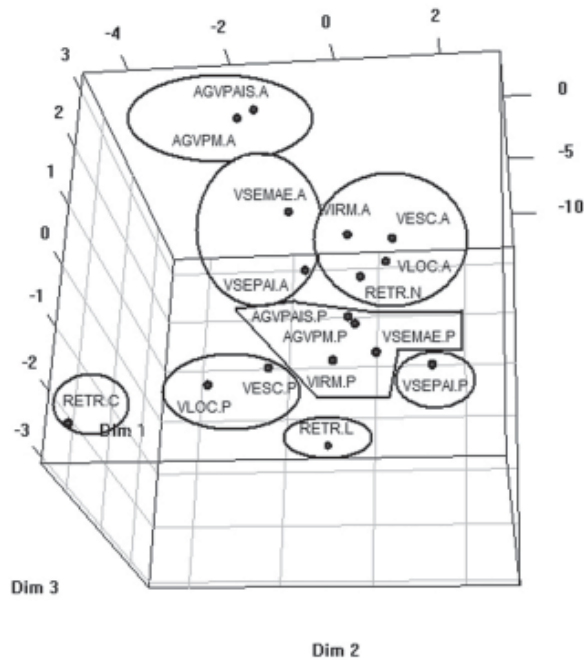 -4
-2
0
2
3
2
1
0
-1
-2
-3
0
-5
-10
AGVPAIS.A
AGVPM.A
VSEMAE.A
VIRM.A
VESC.A
VLOC.A
VSEPAI.A
RETR.N
AGVPAIS.P
AGVPM.P
VSEMAE.P
VESC.P
VIRM.P
VSEPAI.P
VLOC.P
RETR.C
RETR.L
Dim 1
Dim 3
Dim 2